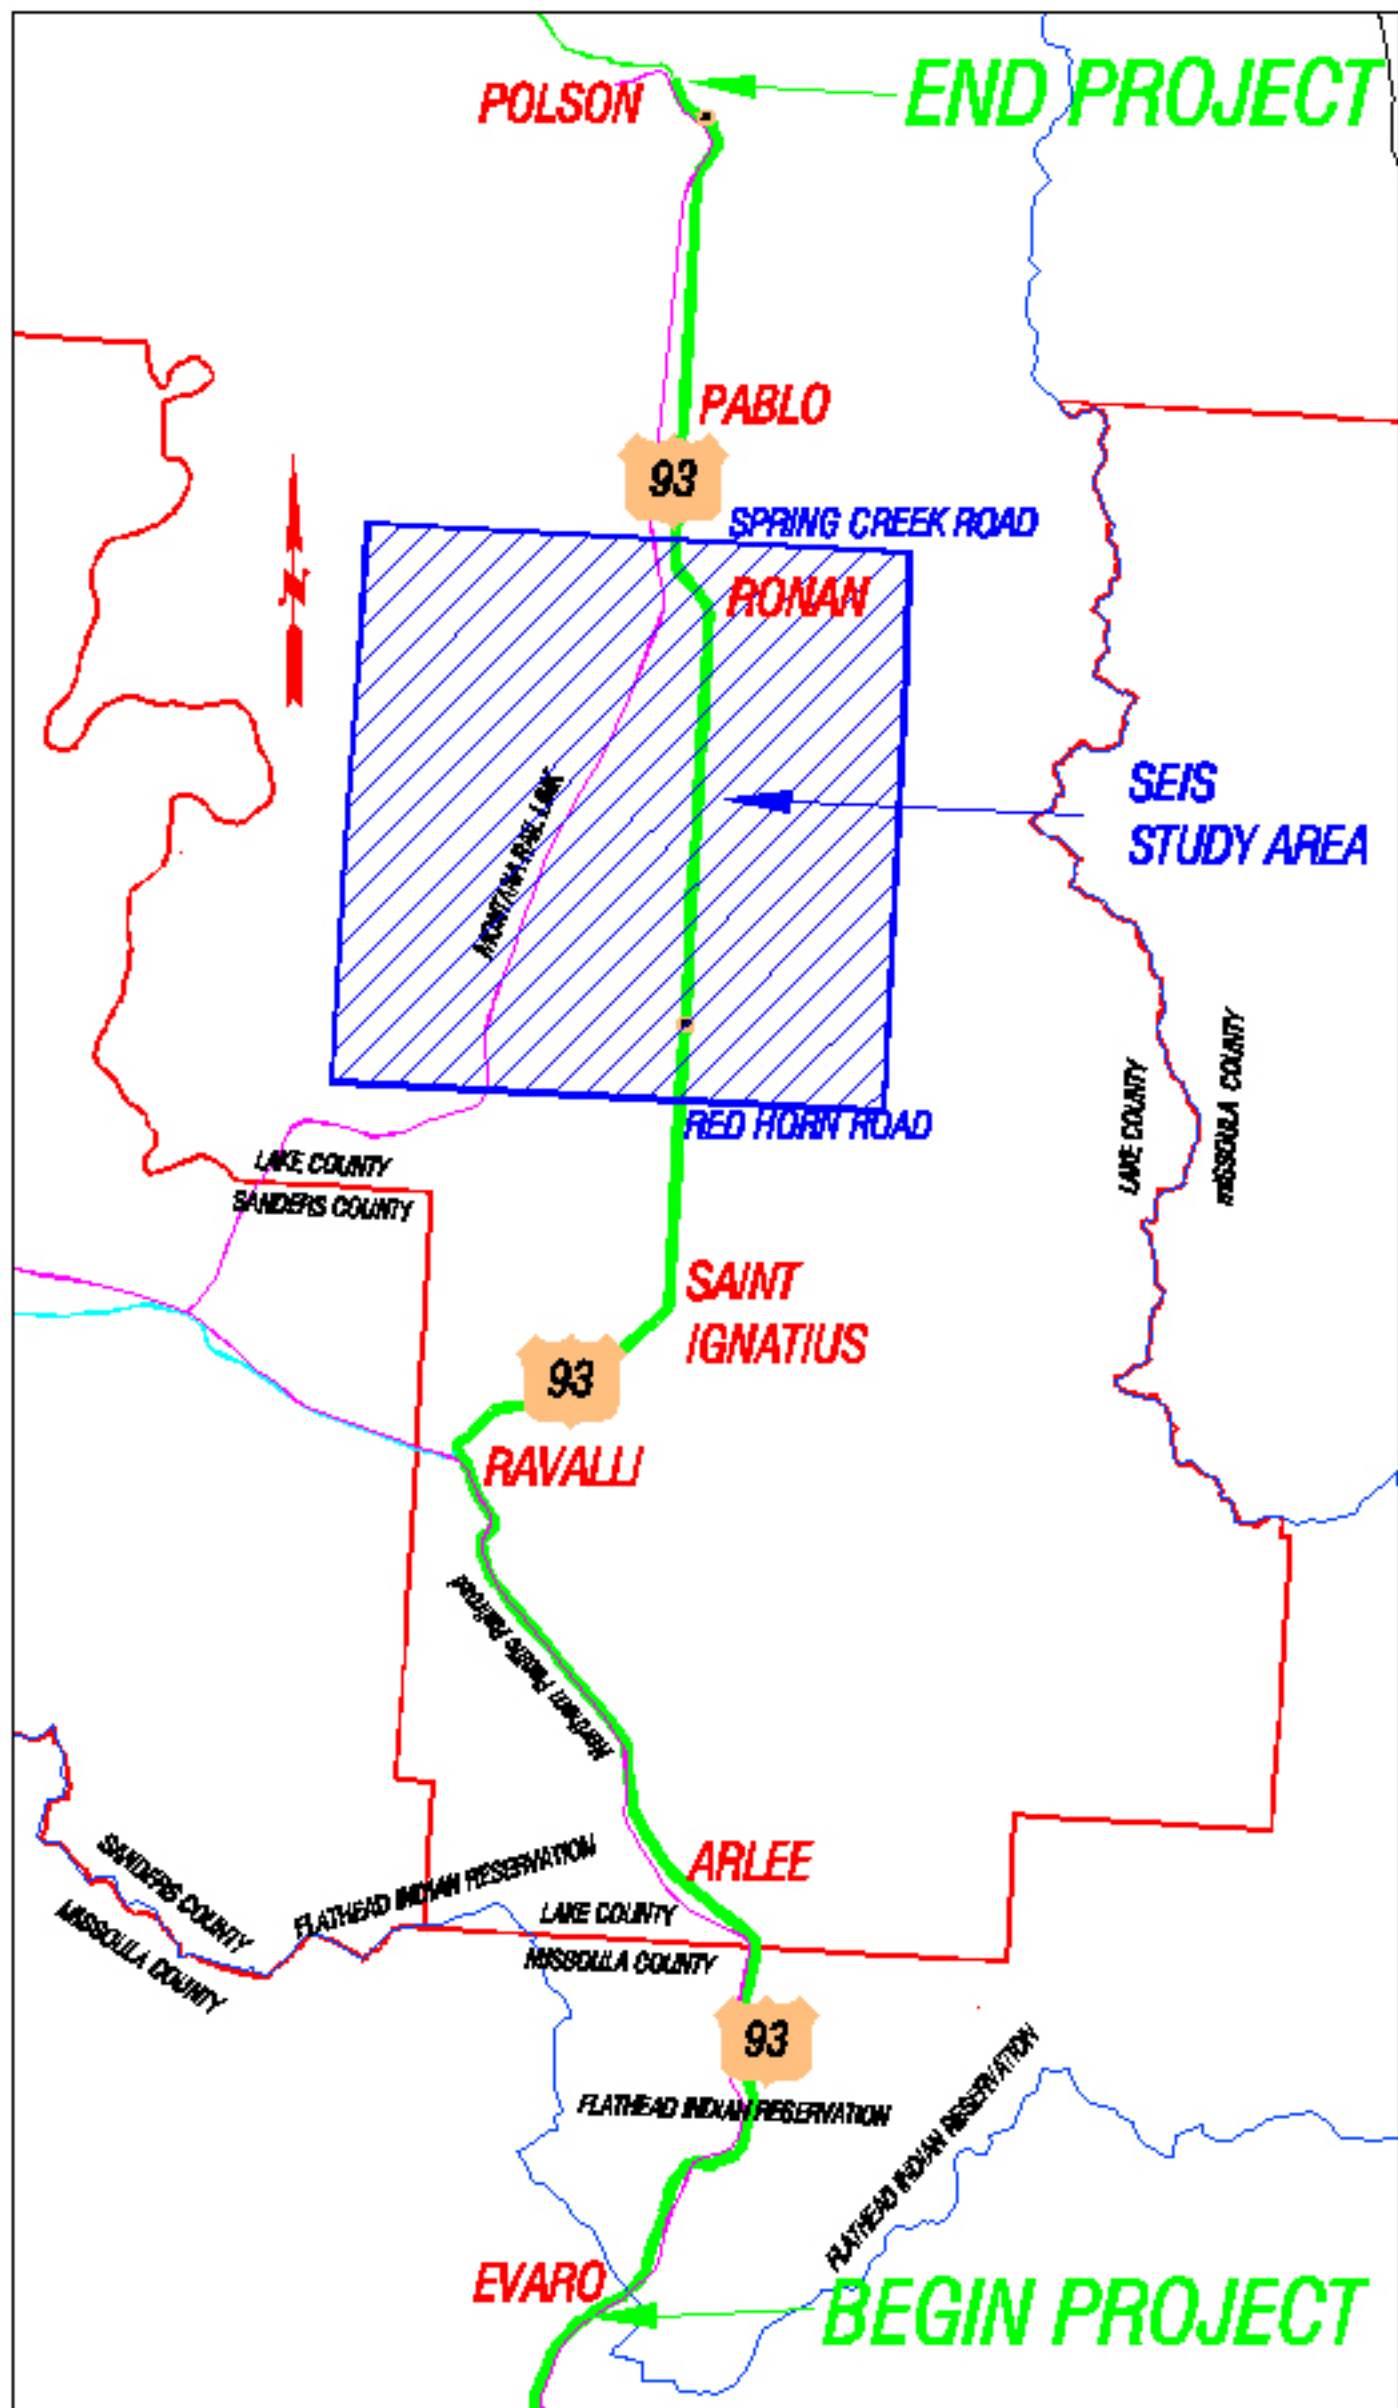 POLSON
END PROJECT
PABLO
93
SPRING CREEK ROAD
N
RONAN
SEIS
STUDY AREA
MONTANA RAIL LINK
LAKE COUNTY
MISSOULA COUNTY
RED HORN ROAD
LAKE COUNTY
SANDERS COUNTY
SAINT
IGNATIUS
93
RAVALLI
Northern Pacific Railroad
ARLEE
SANDERS COUNTY
MISSOULA COUNTY
FLATHEAD INDIAN RESERVATION
LAKE COUNTY
MISSOULA COUNTY
93
FLATHEAD INDIAN RESERVATION
FLATHEAD INDIAN RESERVATION
EVARO
BEGIN PROJECT